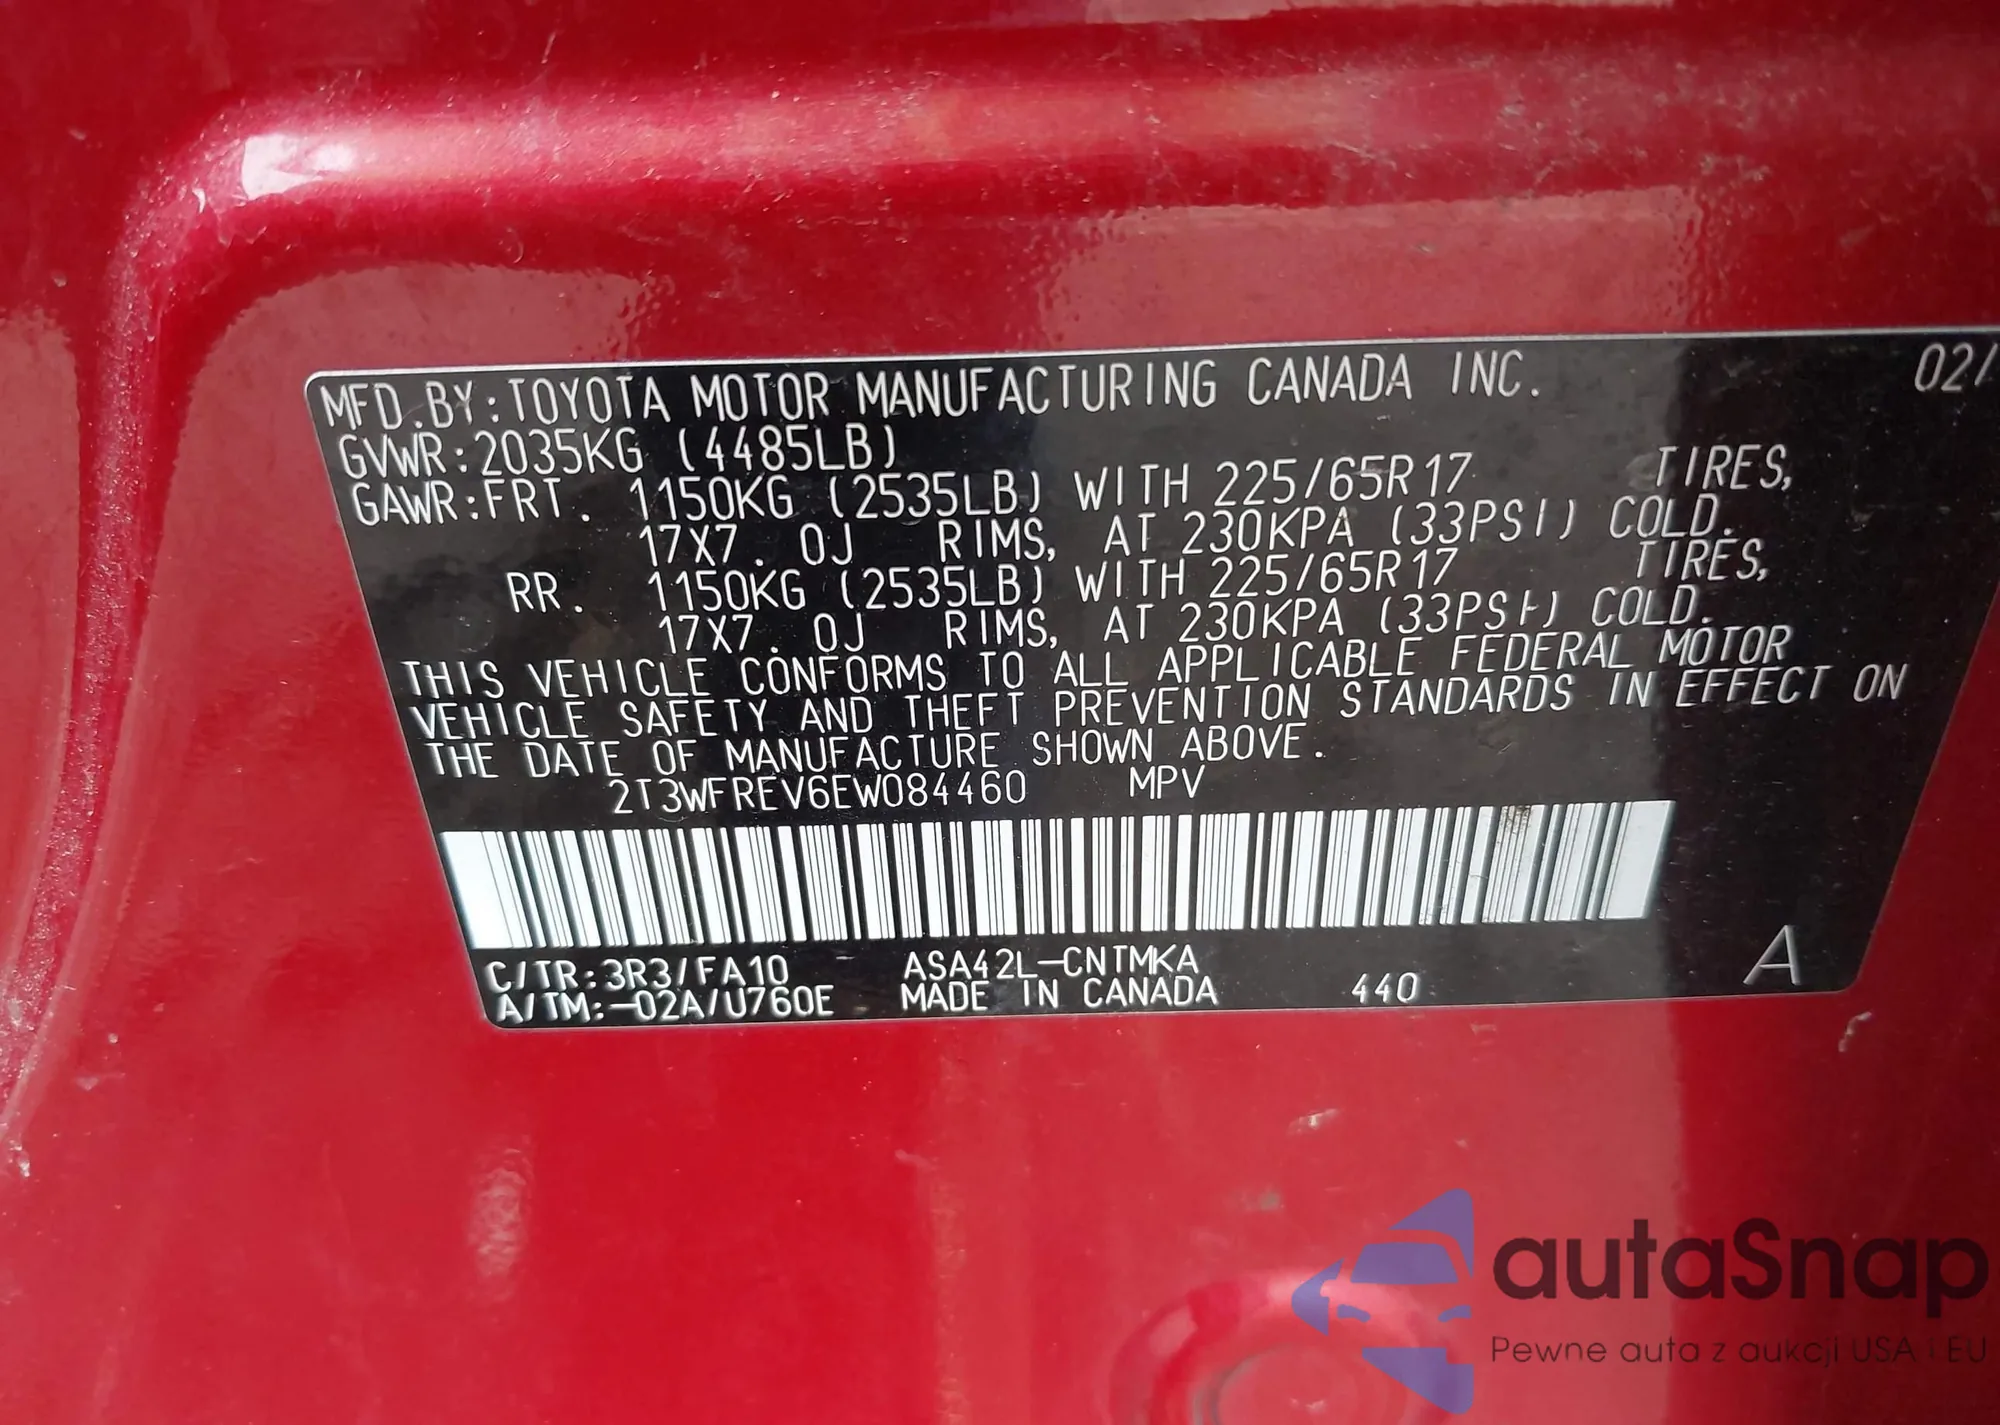 MFD.BY:TOYOTA MOTOR MANUFACTURING CANADA INC. 02/
GVWR:2035KG (4485LB)
GAWR:FRT. 1150KG (2535LB) WITH 225/65R17 TIRES,
17X7.0J RIMS, AT 230KPA (33PSI) COLD.
RR. 1150KG (2535LB) WITH 225/65R17 TIRES,
17X7.0J RIMS, AT 230KPA (33PSI) COLD.
THIS VEHICLE CONFORMS TO ALL APPLICABLE FEDERAL MOTOR
VEHICLE SAFETY AND THEFT PREVENTION STANDARDS IN EFFECT ON
THE DATE OF MANUFACTURE SHOWN ABOVE.
2T3WFREV6EW084460 MPV
C/TR:3R3/FA10 ASA42L-CNTMKA
A/TM:-02A/U760E MADE IN CANADA 440 A
autaSnap
Pewne auta z aukcji USA i EU